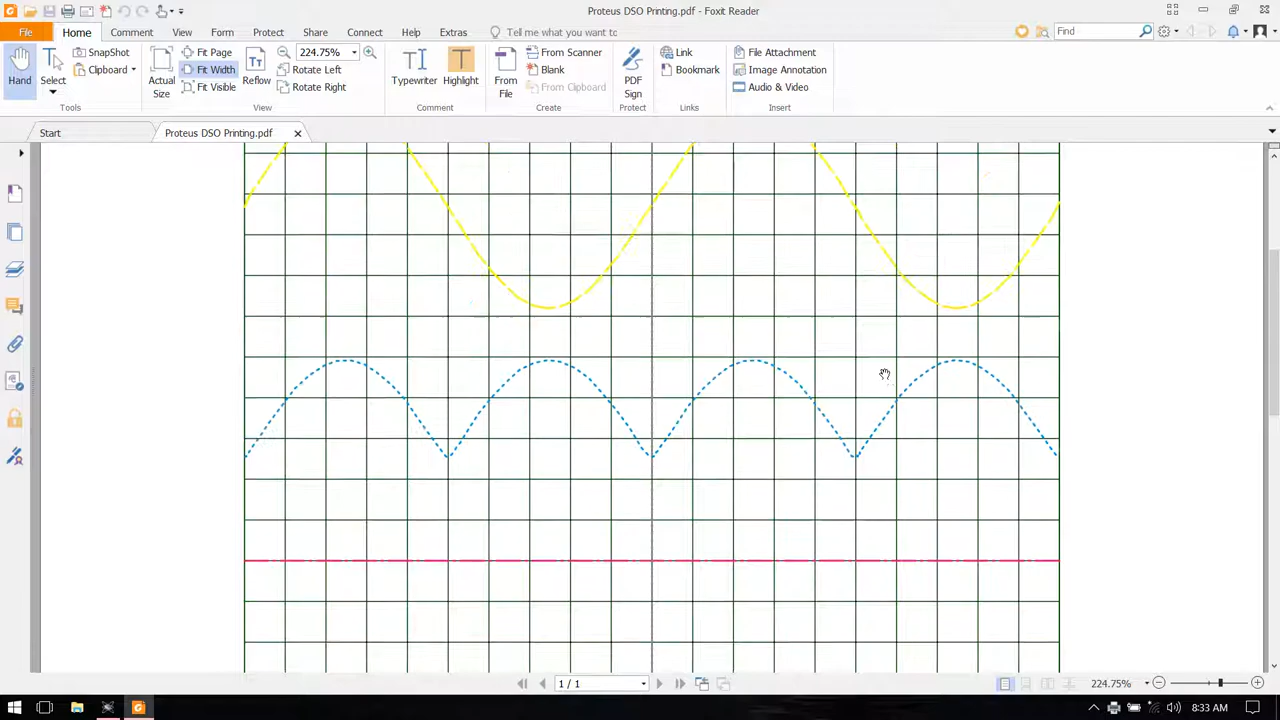 Proteus DSO Printing.pdf - Foxit Reader
File Home Comment View Form Protect Share Connect Help Extras Tell me what you want to Find
Hand
Select
SnapShot
Clipboard
Tools
Actual Size
Fit Page
Fit Width
Fit Visible
Reflow
224.75%
Rotate Left
Rotate Right
View
Typewriter
Highlight
Comment
From File
From Scanner
Blank
From Clipboard
Create
PDF Sign
Protect
Link
Bookmark
Links
File Attachment
Image Annotation
Audio & Video
Insert
Start Proteus DSO Printing.pdf
1 / 1 224.75%
8:33 AM